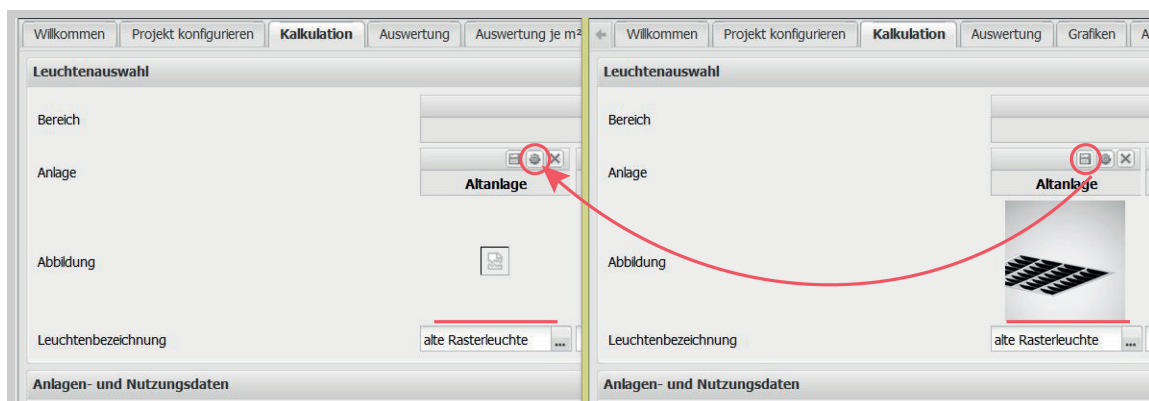 Willkommen Projekt konfigurieren Kalkulation Auswertung Auswertung je m²
Leuchtenauswahl
Bereich
Anlage
Altanlage
Abbildung
Leuchtenbezeichnung alte Rasterleuchte ...
Anlagen- und Nutzungsdaten
Willkommen Projekt konfigurieren Kalkulation Auswertung Grafiken A
Leuchtenauswahl
Bereich
Anlage
Altanlage
Abbildung
Leuchtenbezeichnung alte Rasterleuchte ...
Anlagen- und Nutzungsdaten